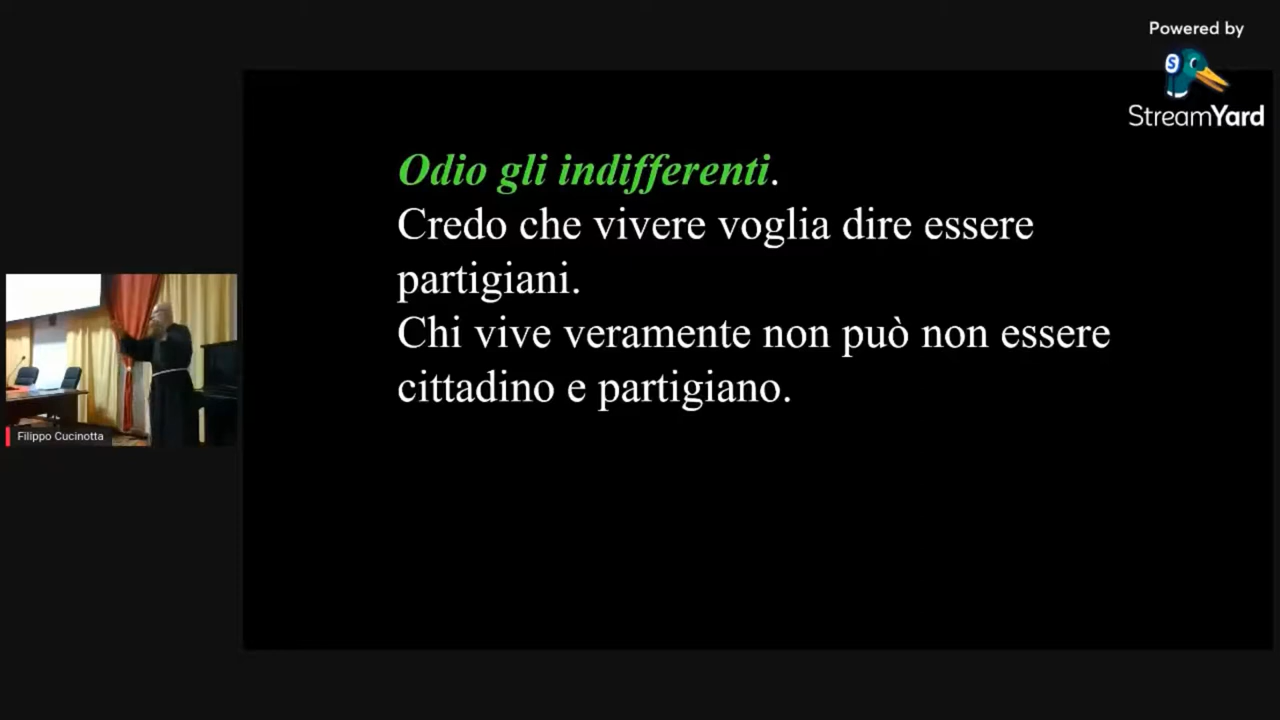 Powered by
S
StreamYard
Odio gli indifferenti.
Credo che vivere voglia dire essere
partigiani.
Chi vive veramente non può non essere
cittadino e partigiano.
Filippo Cucinotta